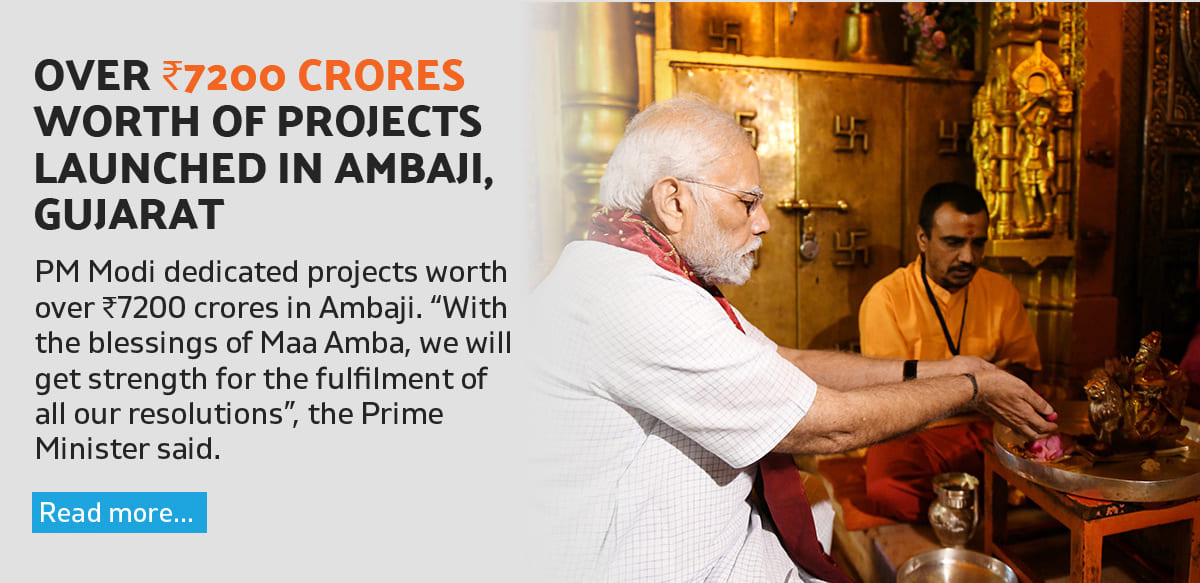 OVER ₹7200 CRORES
WORTH OF PROJECTS
LAUNCHED IN AMBAJI,
GUJARAT
PM Modi dedicated projects worth
over ₹7200 crores in Ambaji. “With
the blessings of Maa Amba, we will
get strength for the fulfilment of
all our resolutions”, the Prime
Minister said.
Read more...